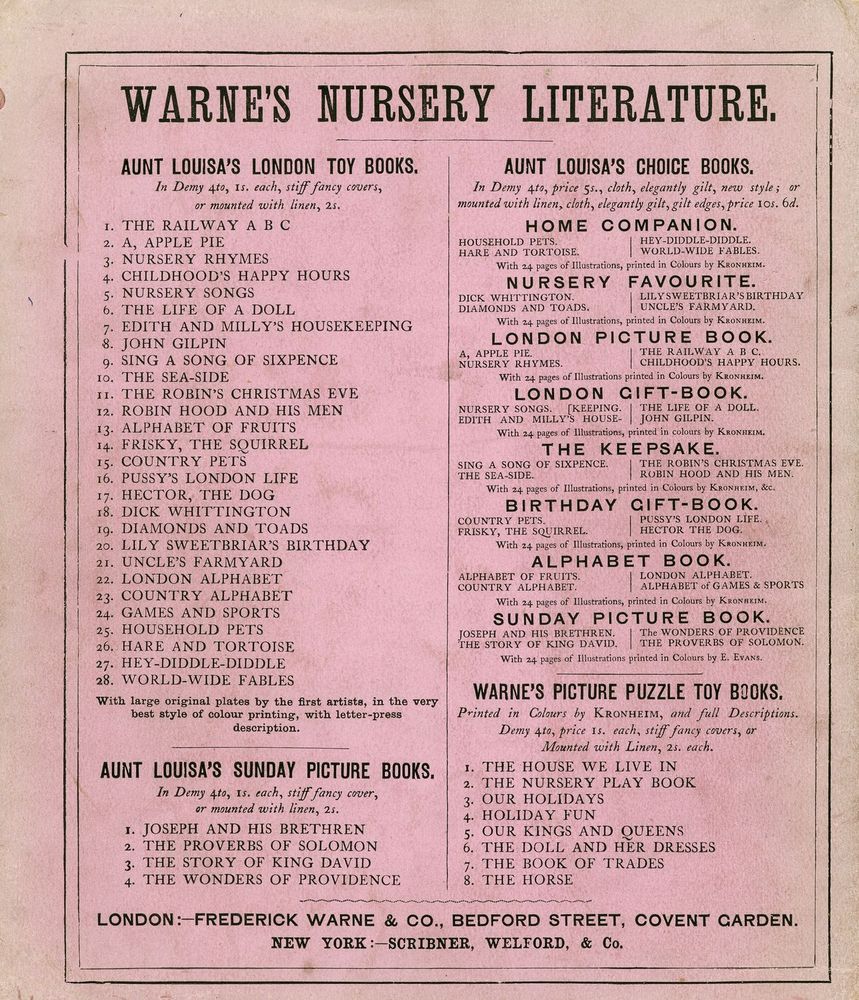 WARNE'S NURSERY LITERATURE.
AUNT LOUISA'S LONDON TOY BOOKS.
In Demy 4to, 1s. each, stiff fancy covers,
or mounted with linen, 2s.
1. THE RAILWAY A B C
2. A, APPLE PIE
3. NURSERY RHYMES
4. CHILDHOOD'S HAPPY HOURS
5. NURSERY SONGS
6. THE LIFE OF A DOLL
7. EDITH AND MILLY'S HOUSEKEEPING
8. JOHN GILPIN
9. SING A SONG OF SIXPENCE
10. THE SEA-SIDE
11. THE ROBIN'S CHRISTMAS EVE
12. ROBIN HOOD AND HIS MEN
13. ALPHABET OF FRUITS
14. FRISKY, THE SQUIRREL
15. COUNTRY PETS
16. PUSSY'S LONDON LIFE
17. HECTOR, THE DOG
18. DICK WHITTINGTON
19. DIAMONDS AND TOADS
20. LILY SWEETBRIAR'S BIRTHDAY
21. UNCLE'S FARMYARD
22. LONDON ALPHABET
23. COUNTRY ALPHABET
24. GAMES AND SPORTS
25. HOUSEHOLD PETS
26. HARE AND TORTOISE
27. HEY-DIDDLE-DIDDLE
28. WORLD-WIDE FABLES
With large original plates by the first artists, in the very
best style of colour printing, with letter-press
description.
AUNT LOUISA'S SUNDAY PICTURE BOOKS.
In Demy 4to, 1s. each, stiff fancy cover,
or mounted with linen, 2s.
1. JOSEPH AND HIS BRETHREN
2. THE PROVERBS OF SOLOMON
3. THE STORY OF KING DAVID
4. THE WONDERS OF PROVIDENCE
AUNT LOUISA'S CHOICE BOOKS.
In Demy 4to, price 5s., cloth, elegantly gilt, new style; or
mounted with linen, cloth, elegantly gilt, gilt edges, price 10s. 6d.
HOME COMPANION.
HOUSEHOLD PETS. | HEY-DIDDLE-DIDDLE.
HARE AND TORTOISE. | WORLD-WIDE FABLES.
With 24 pages of Illustrations, printed in Colours by KRONHEIM.
NURSERY FAVOURITE.
DICK WHITTINGTON. | LILY SWEETBRIAR'S BIRTHDAY
DIAMONDS AND TOADS. | UNCLE'S FARMYARD.
With 24 pages of Illustrations, printed in Colours by KRONHEIM.
LONDON PICTURE BOOK.
A, APPLE PIE. | THE RAILWAY A B C.
NURSERY RHYMES. | CHILDHOOD'S HAPPY HOURS.
With 24 pages of Illustrations printed in Colours by KRONHEIM.
LONDON GIFT-BOOK.
NURSERY SONGS. [KEEPING. | THE LIFE OF A DOLL.
EDITH AND MILLY'S HOUSE- | JOHN GILPIN.
With 24 pages of Illustrations, printed in colours by KRONHEIM.
THE KEEPSAKE.
SING A SONG OF SIXPENCE. | THE ROBIN'S CHRISTMAS EVE.
THE SEA-SIDE. | ROBIN HOOD AND HIS MEN.
With 24 pages of Illustrations, printed in Colours by KRONHEIM, &c.
BIRTHDAY GIFT-BOOK.
COUNTRY PETS. | PUSSY'S LONDON LIFE.
FRISKY, THE SQUIRREL. | HECTOR THE DOG.
With 24 pages of Illustrations, printed in Colours by KRONHEIM.
ALPHABET BOOK.
ALPHABET OF FRUITS. | LONDON ALPHABET.
COUNTRY ALPHABET. | ALPHABET of GAMES & SPORTS
With 24 pages of Illustrations, printed in Colours by KRONHEIM.
SUNDAY PICTURE BOOK.
JOSEPH AND HIS BRETHREN. | The WONDERS OF PROVIDENCE
THE STORY OF KING DAVID. | THE PROVERBS OF SOLOMON.
With 24 pages of Illustrations printed in Colours by E. EVANS.
WARNE'S PICTURE PUZZLE TOY BOOKS.
Printed in Colours by KRONHEIM, and full Descriptions.
Demy 4to, price 1s. each, stiff fancy covers, or
Mounted with Linen, 2s. each.
1. THE HOUSE WE LIVE IN
2. THE NURSERY PLAY BOOK
3. OUR HOLIDAYS
4. HOLIDAY FUN
5. OUR KINGS AND QUEENS
6. THE DOLL AND HER DRESSES
7. THE BOOK OF TRADES
8. THE HORSE
LONDON:—FREDERICK WARNE & CO., BEDFORD STREET, COVENT GARDEN.
NEW YORK:—SCRIBNER, WELFORD, & Co.